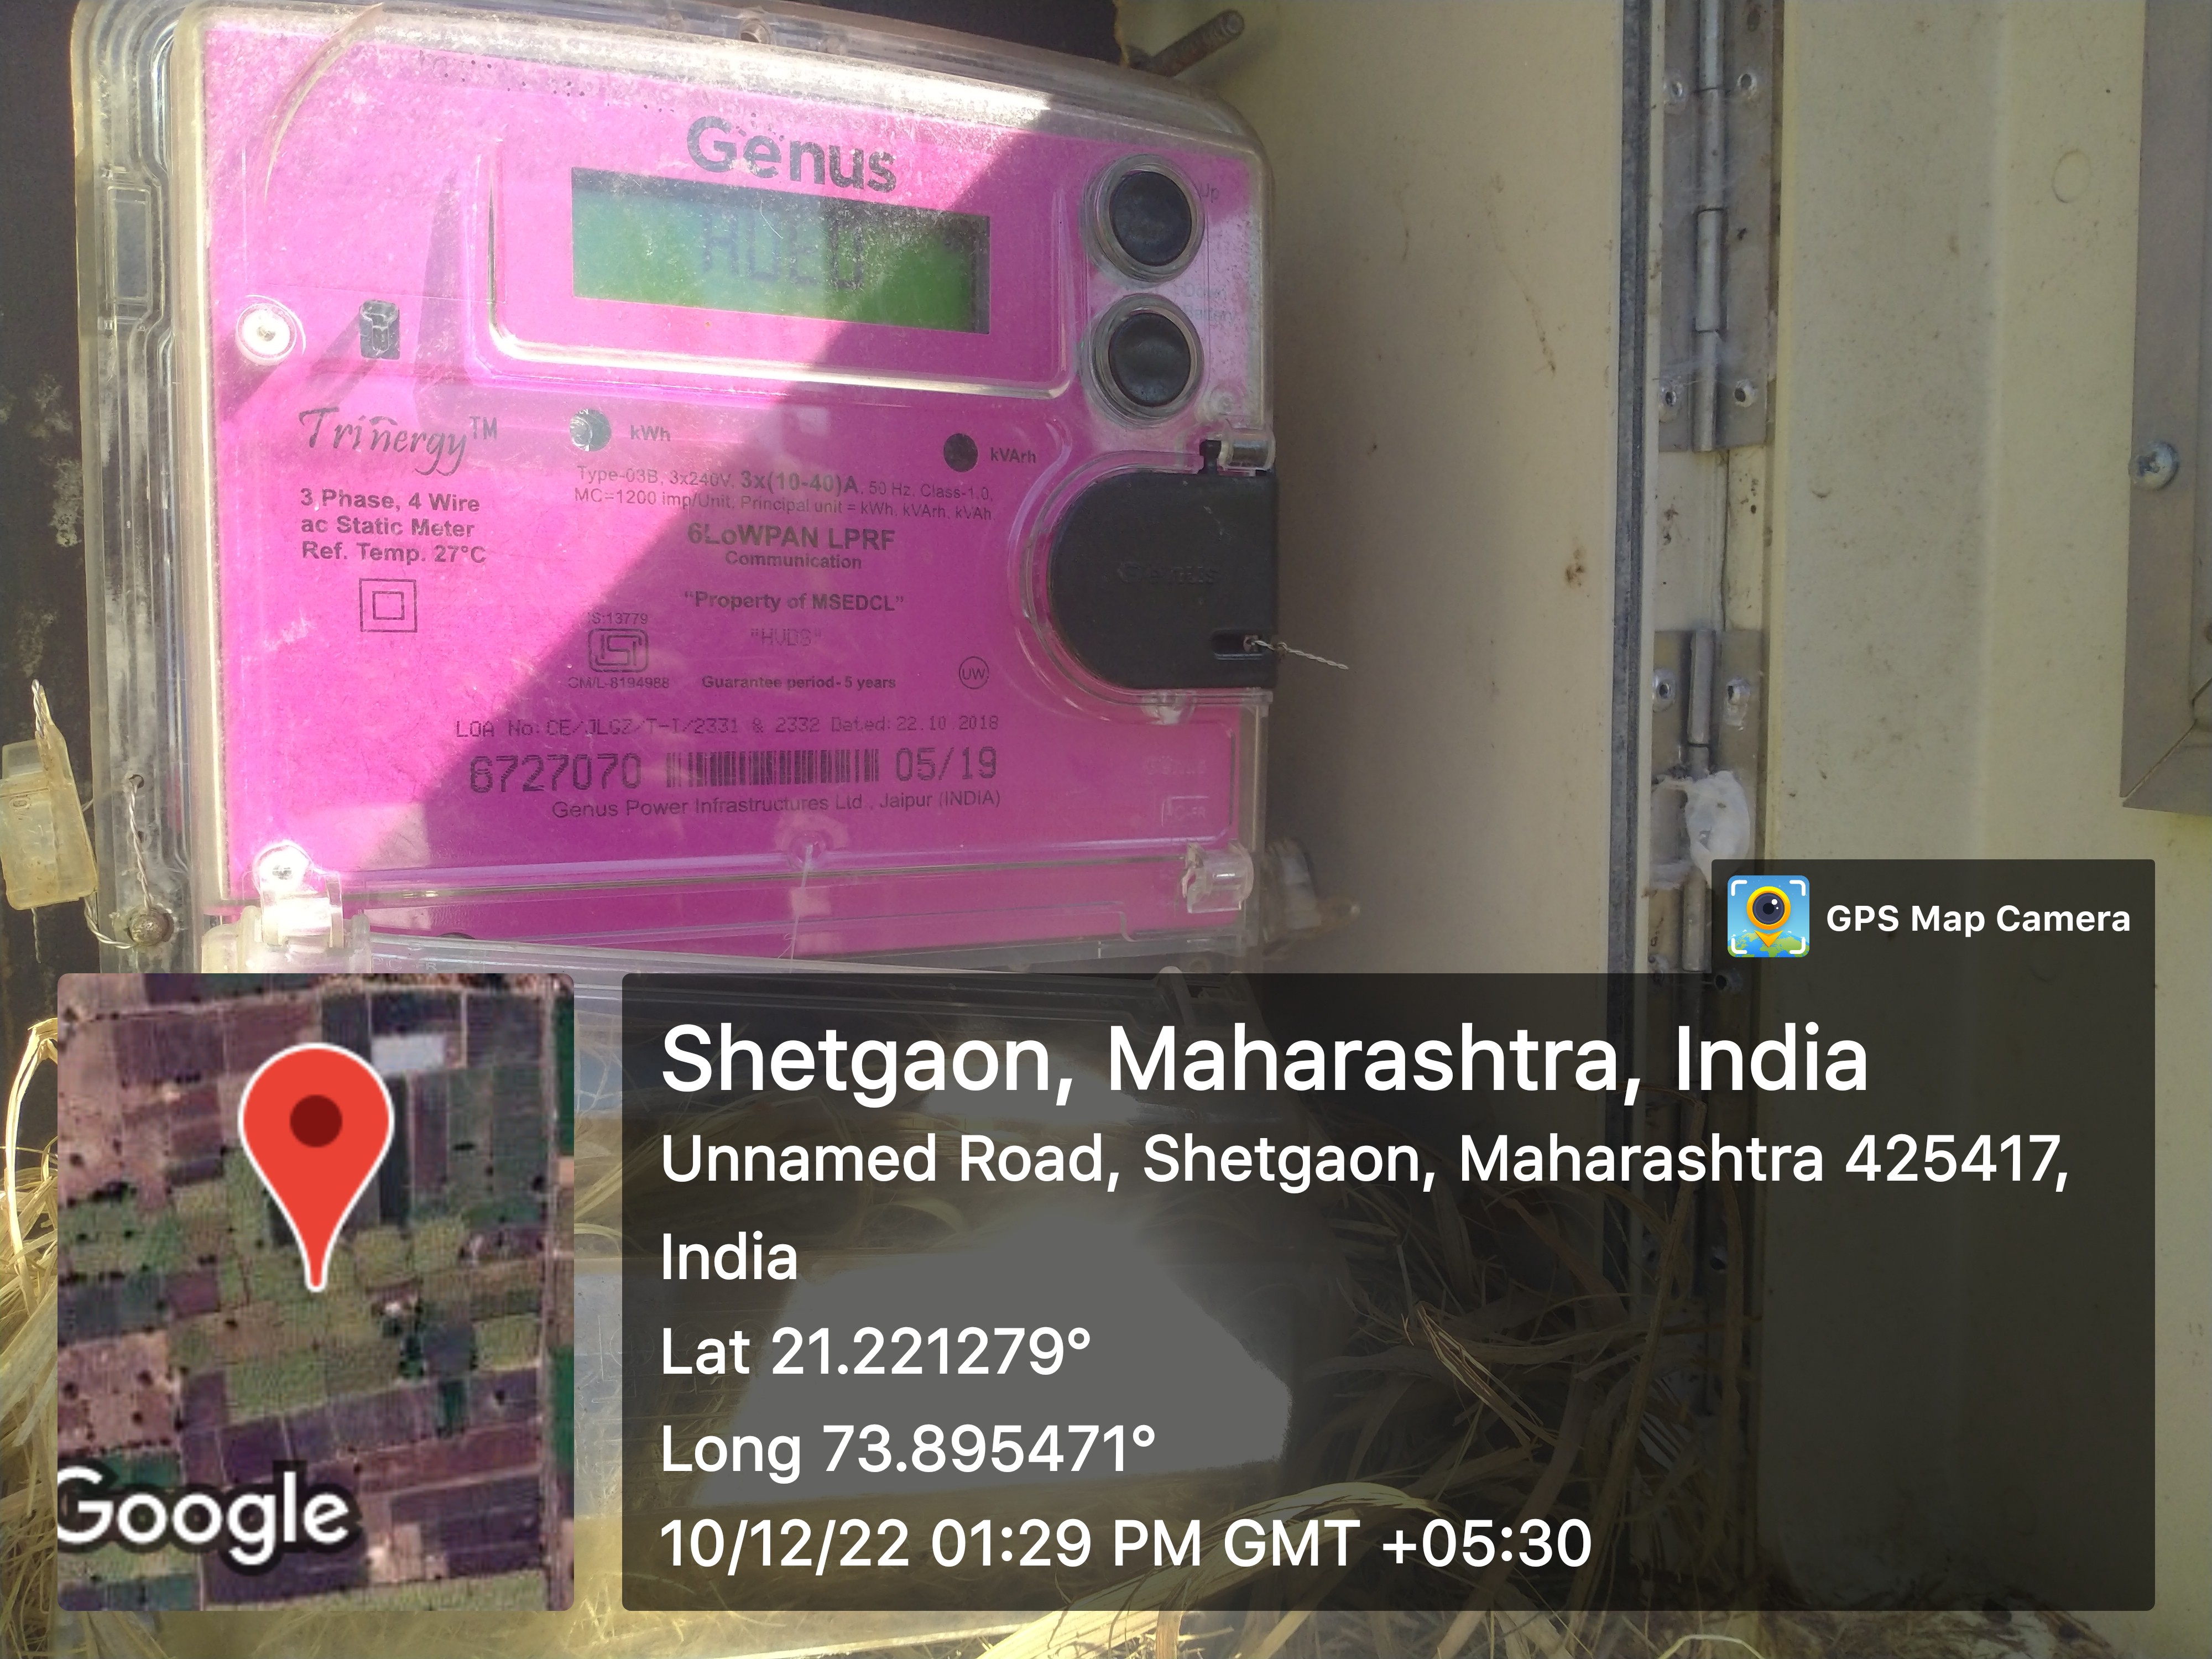 Genus
Up
Trinergy™
kWh
kVArh
3 Phase, 4 Wire
ac Static Meter
Ref. Temp. 27°C
Type-03B, 3x240V, 3x(10-40)A, 50 Hz, Class-1.0,
MC=1200 imp/Unit, Principal unit = kWh, kVArh, kVAh
6LoWPAN LPRF
Communication
"Property of MSEDCL"
"HVDS"
IS:13779
CM/L-8194988
Guarantee period- 5 years
UW
LOA No:CE/JLGZ/T-I/2331 & 2332 Dated:22.10.2018
6727070
05/19
Genus Power Infrastructures Ltd., Jaipur (INDIA)
GPS Map Camera
Shetgaon, Maharashtra, India
Unnamed Road, Shetgaon, Maharashtra 425417,
India
Lat 21.221279°
Long 73.895471°
10/12/22 01:29 PM GMT +05:30
Google